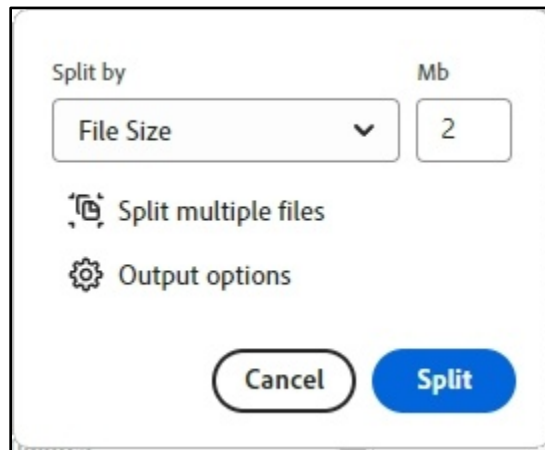 Split by Mb
File Size 2
Split multiple files
Output options
Cancel Split